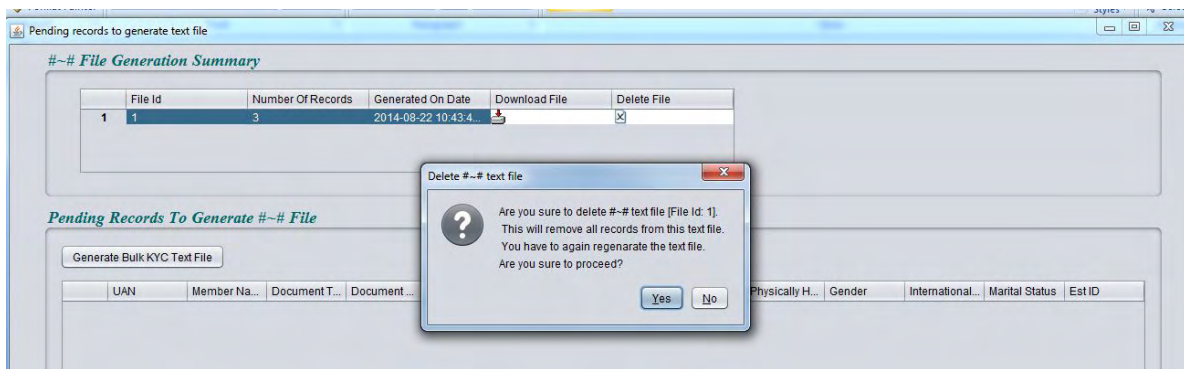 Styles
Pending records to generate text file
#~# File Generation Summary
File Id Number Of Records Generated On Date Download File Delete File
1 1 3 2014-08-22 10:43:4...
Delete #~# text file
Are you sure to delete #~# text file [File Id: 1].
This will remove all records from this text file.
You have to again regenarate the text file.
Are you sure to proceed?
Yes No
Pending Records To Generate #~# File
Generate Bulk KYC Text File
UAN Member Na... Document T... Document ... Physically H... Gender International... Marital Status Est ID